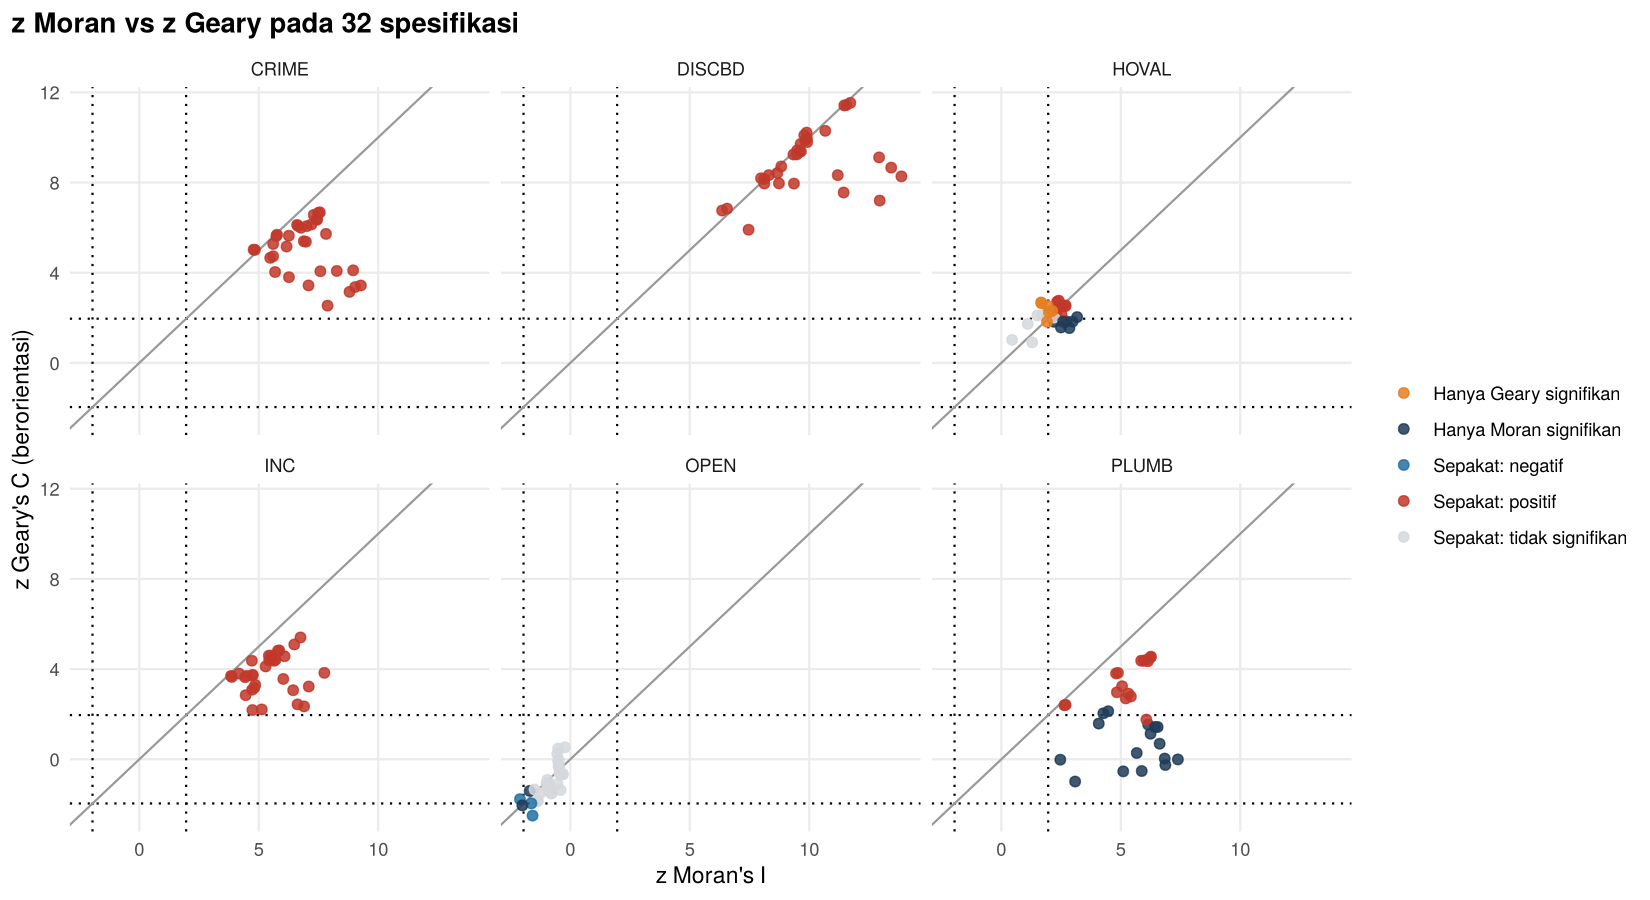 z Moran vs z Geary pada 32 spesifikasi
CRIME
DISCBD
HOVAL
12
8
4
0
INC
OPEN
PLUMB
12
8
4
0
0
5
10
0
5
10
0
5
10
z Moran's I
z Geary's C (berorientasi)
Hanya Geary signifikan
Hanya Moran signifikan
Sepakat: negatif
Sepakat: positif
Sepakat: tidak signifikan